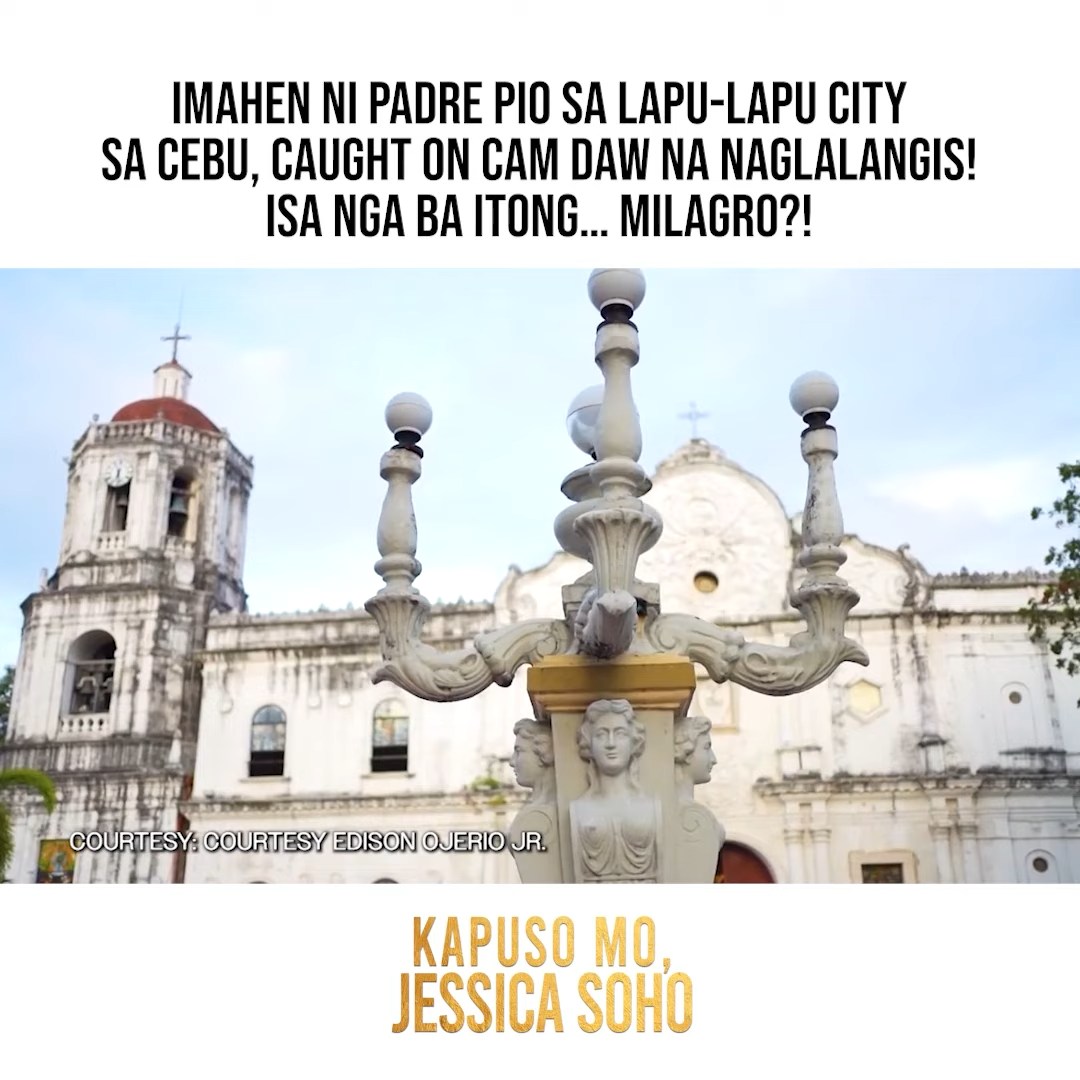 IMAHEN NI PADRE PIO SA LAPU-LAPU CITY
SA CEBU, CAUGHT ON CAM DAW NA NAGLALANGIS!
ISA NGA BA ITONG... MILAGRO?!
COURTESY: COURTESY EDISON OJERIO JR.
KAPUSO MO,
JESSICA SOHO